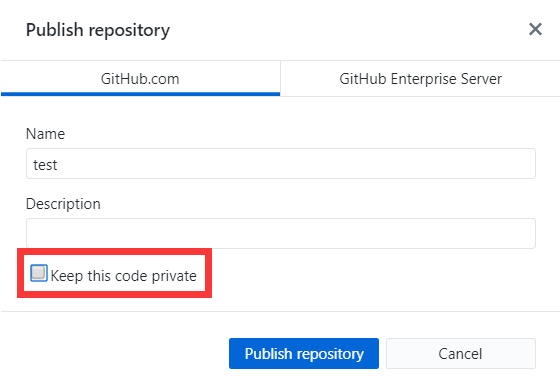 Publish repository
GitHub.com
GitHub Enterprise Server
Name
test
Description
Keep this code private
Publish repository
Cancel